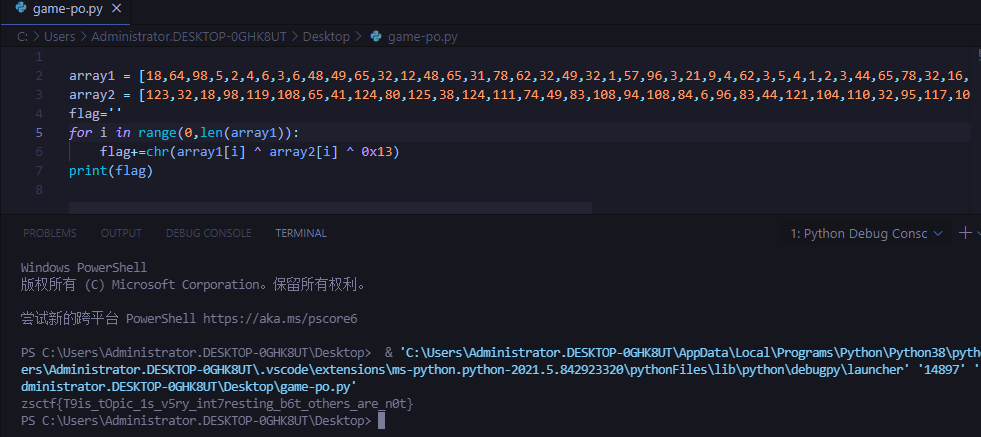 game-po.py
C: > Users > Administrator.DESKTOP-0GHK8UT > Desktop > game-po.py
1
2 array1 = [18,64,98,5,2,4,6,3,6,48,49,65,32,12,48,65,31,78,62,32,49,32,1,57,96,3,21,9,4,62,3,5,4,1,2,3,44,65,78,32,16,
3 array2 = [123,32,18,98,119,108,65,41,124,80,125,38,124,111,74,49,83,108,94,108,84,6,96,83,44,121,104,110,32,95,117,10
4 flag=''
5 for i in range(0,len(array1)):
6 flag+=chr(array1[i] ^ array2[i] ^ 0x13)
7 print(flag)
8
PROBLEMS OUTPUT DEBUG CONSOLE TERMINAL 1: Python Debug Consc
Windows PowerShell
版权所有 (C) Microsoft Corporation。保留所有权利。
尝试新的跨平台 PowerShell https://aka.ms/pscore6
PS C:\Users\Administrator.DESKTOP-0GHK8UT\Desktop> & 'C:\Users\Administrator.DESKTOP-0GHK8UT\AppData\Local\Programs\Python\Python38\pyth
ers\Administrator.DESKTOP-0GHK8UT\.vscode\extensions\ms-python.python-2021.5.842923320\pythonFiles\lib\python\debugpy\launcher' '14897' '
dministrator.DESKTOP-0GHK8UT\Desktop\game-po.py'
zsctf{T9is_tOpic_1s_v5ry_int7resting_b6t_others_are_n0t}
PS C:\Users\Administrator.DESKTOP-0GHK8UT\Desktop>